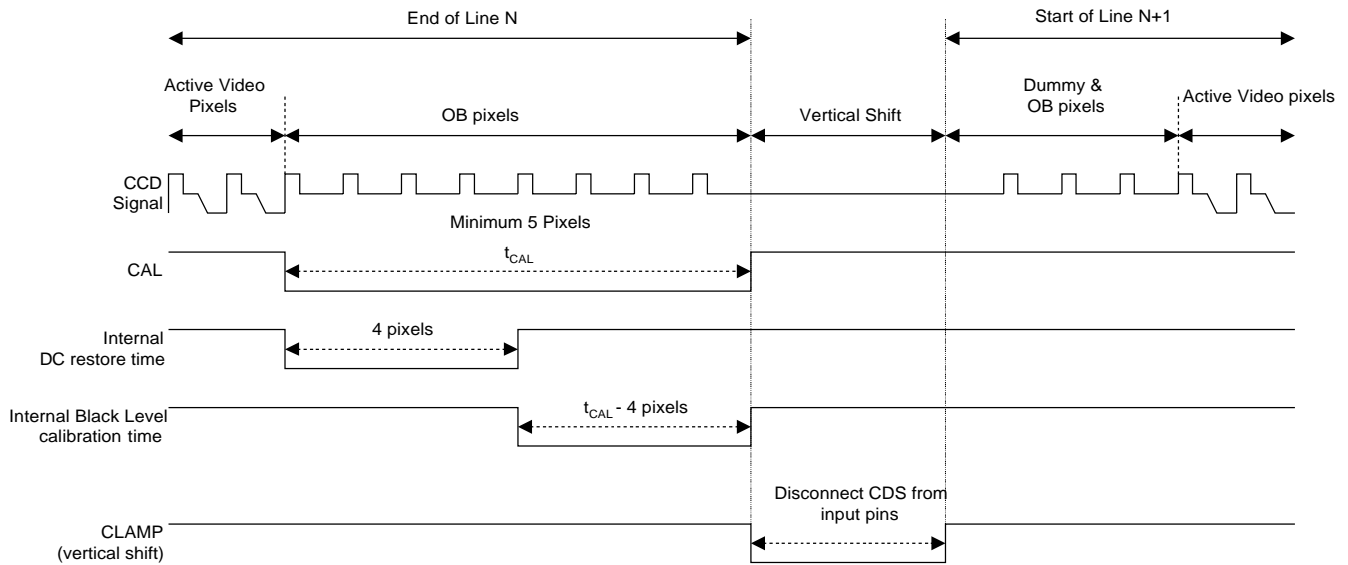 End of Line N
Start of Line N+1
Active Video
Pixels
OB pixels
Vertical Shift
Dummy &
OB pixels
Active Video pixels
CCD
Signal
Minimum 5 Pixels
CAL
tCAL
Internal
DC restore time
4 pixels
Internal Black Level
calibration time
tCAL - 4 pixels
Disconnect CDS from
input pins
CLAMP
(vertical shift)